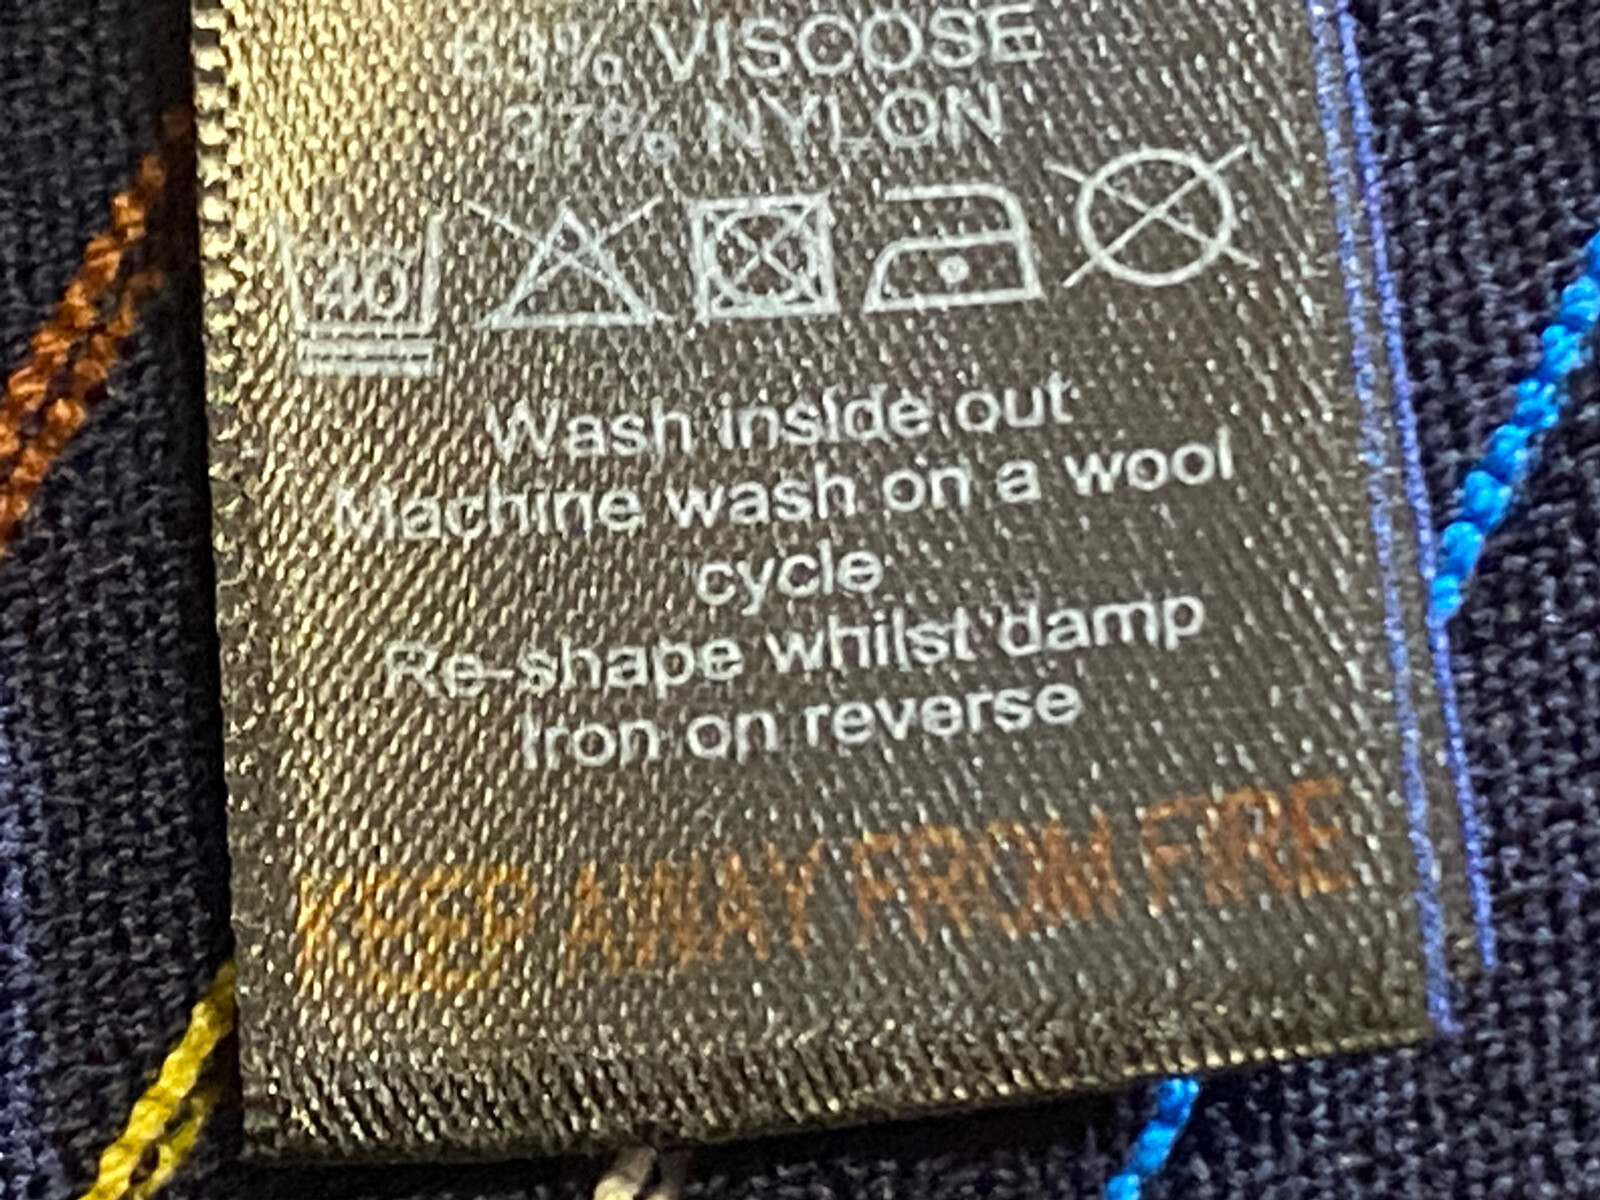 63% VISCOSE
37% NYLON
40
Wash inside out
Machine wash on a wool
cycle
Re-shape whilst damp
Iron on reverse
KEEP AWAY FROM FIRE